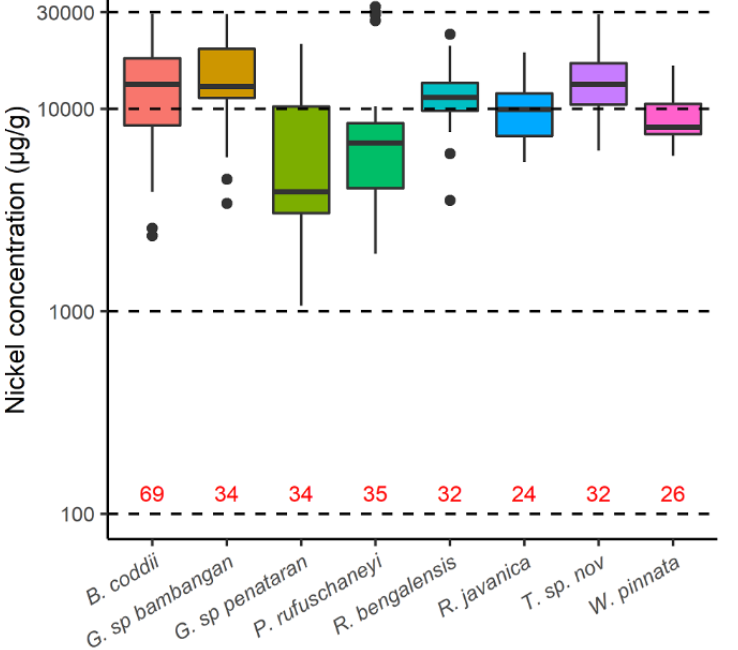 Nickel concentration (µg/g)
30000
10000
1000
100
69 34 34 35 32 24 32 26
B. coddii
G. sp bambangan
G. sp penataran
P. rufuschaneyi
R. bengalensis
R. javanica
T. sp. nov
W. pinnata